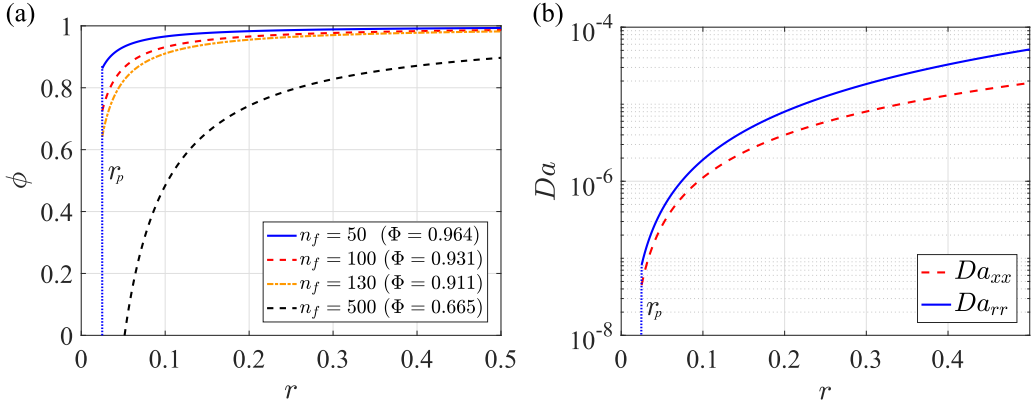 (a)
1
0.8
0.6
0.4
0.2
0
ϕ
r_p
n_f = 50 (Φ = 0.964)
n_f = 100 (Φ = 0.931)
n_f = 130 (Φ = 0.911)
n_f = 500 (Φ = 0.665)
0 0.1 0.2 0.3 0.4 0.5
r
(b)
10^-4
10^-6
10^-8
Da
r_p
Da_xx
Da_rr
0 0.1 0.2 0.3 0.4
r